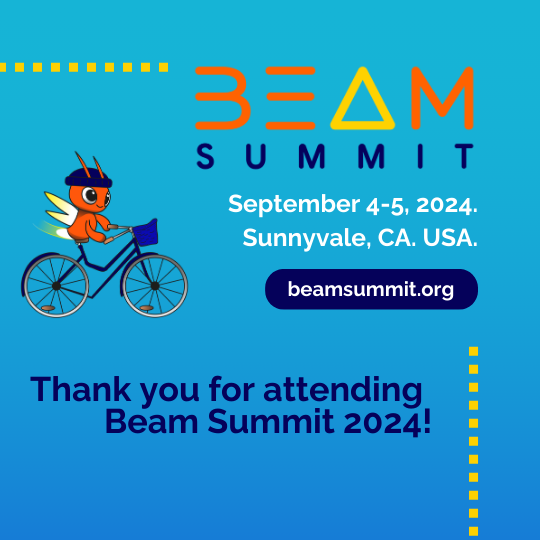 BEAM
SUMMIT
September 4-5, 2024.
Sunnyvale, CA. USA.
beamsummit.org
Thank you for attending
Beam Summit 2024!